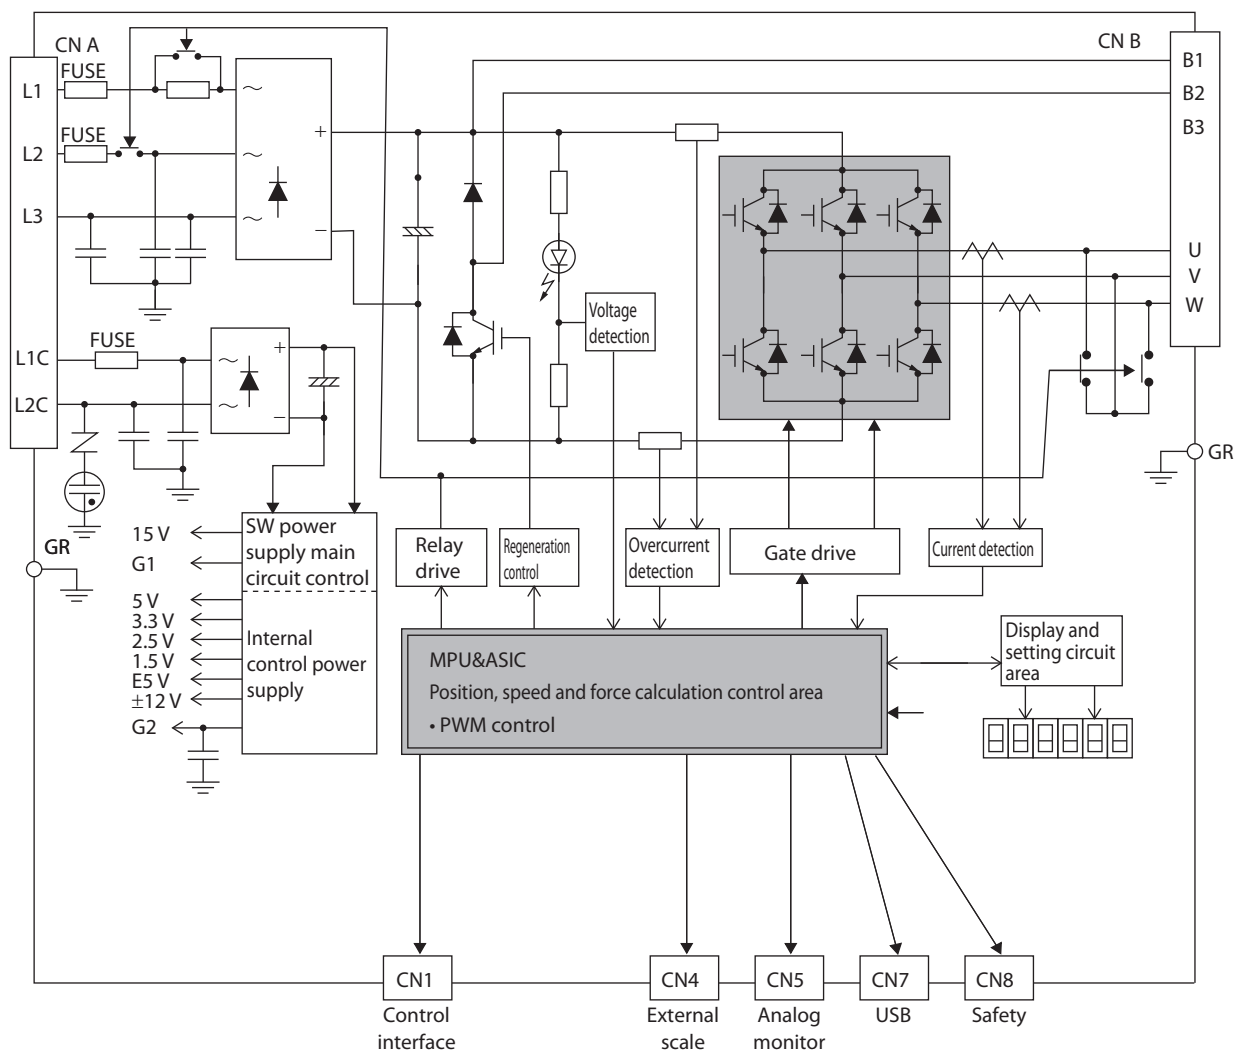 CN A
FUSE
L1
FUSE
L2
L3
~
~
~
+
−
CN B
B1
B2
B3
U
V
W
L1C
FUSE
L2C
~
~
+
−
Voltage
detection
GR
GR
15 V
G1
5 V
3.3 V
2.5 V
1.5 V
E5 V
±12 V
G2
SW power
supply main
circuit control
Internal
control power
supply
Relay
drive
Regeneration
control
Overcurrent
detection
Gate drive
Current detection
MPU&ASIC
Position, speed and force calculation control area
• PWM control
Display and
setting circuit
area
CN1
Control
interface
CN4
External
scale
CN5
Analog
monitor
CN7
USB
CN8
Safety